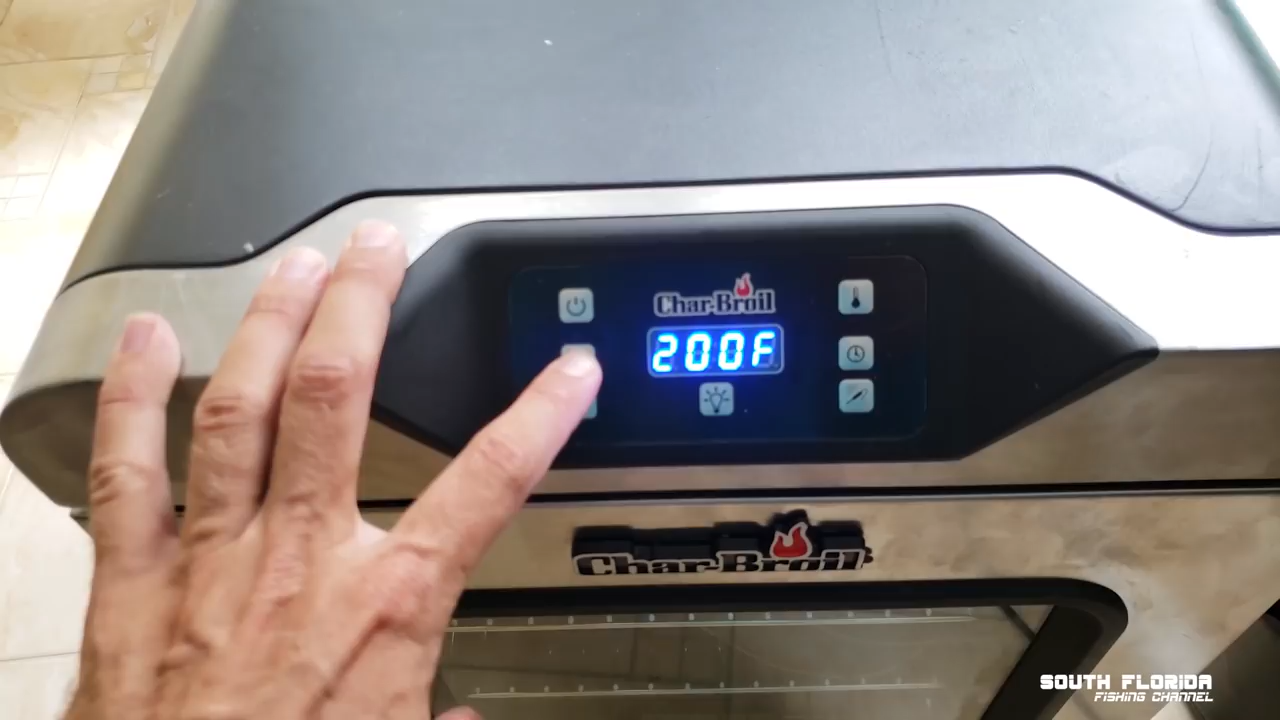 Char-Broil
200F
Char-Broil
SOUTH FLORIDA
FISHING CHANNEL